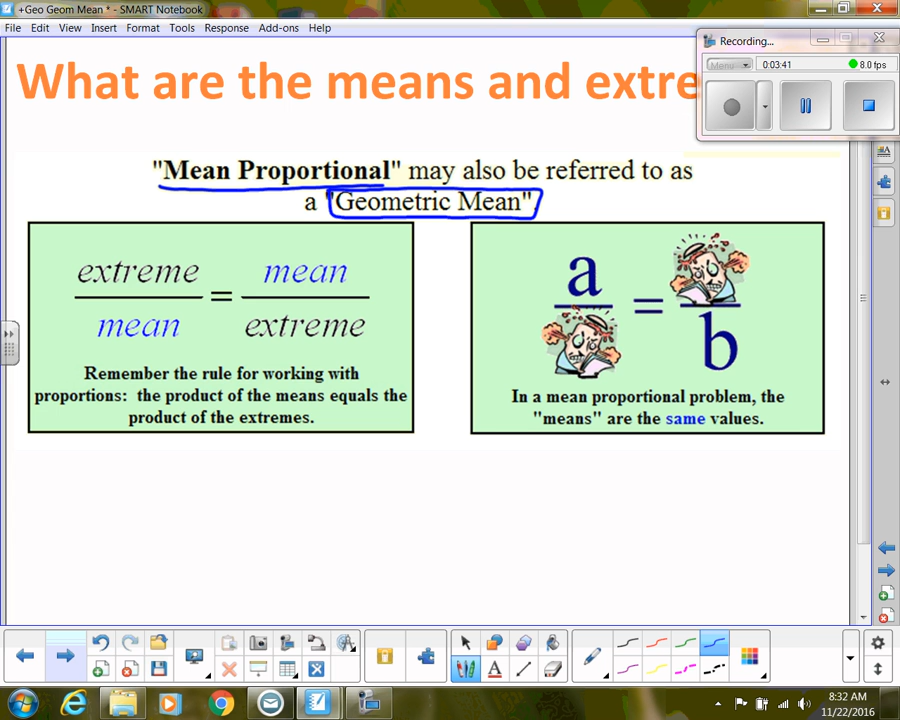 +Geo Geom Mean * - SMART Notebook
File Edit View Insert Format Tools Response Add-ons Help
Recording...
Menu 0:03:41 8.0 fps
What are the means and extre
"Mean Proportional" may also be referred to as
a "Geometric Mean".
extreme mean
=
mean extreme
Remember the rule for working with
proportions: the product of the means equals the
product of the extremes.
a
=
b
In a mean proportional problem, the
"means" are the same values.
8:32 AM
11/22/2016